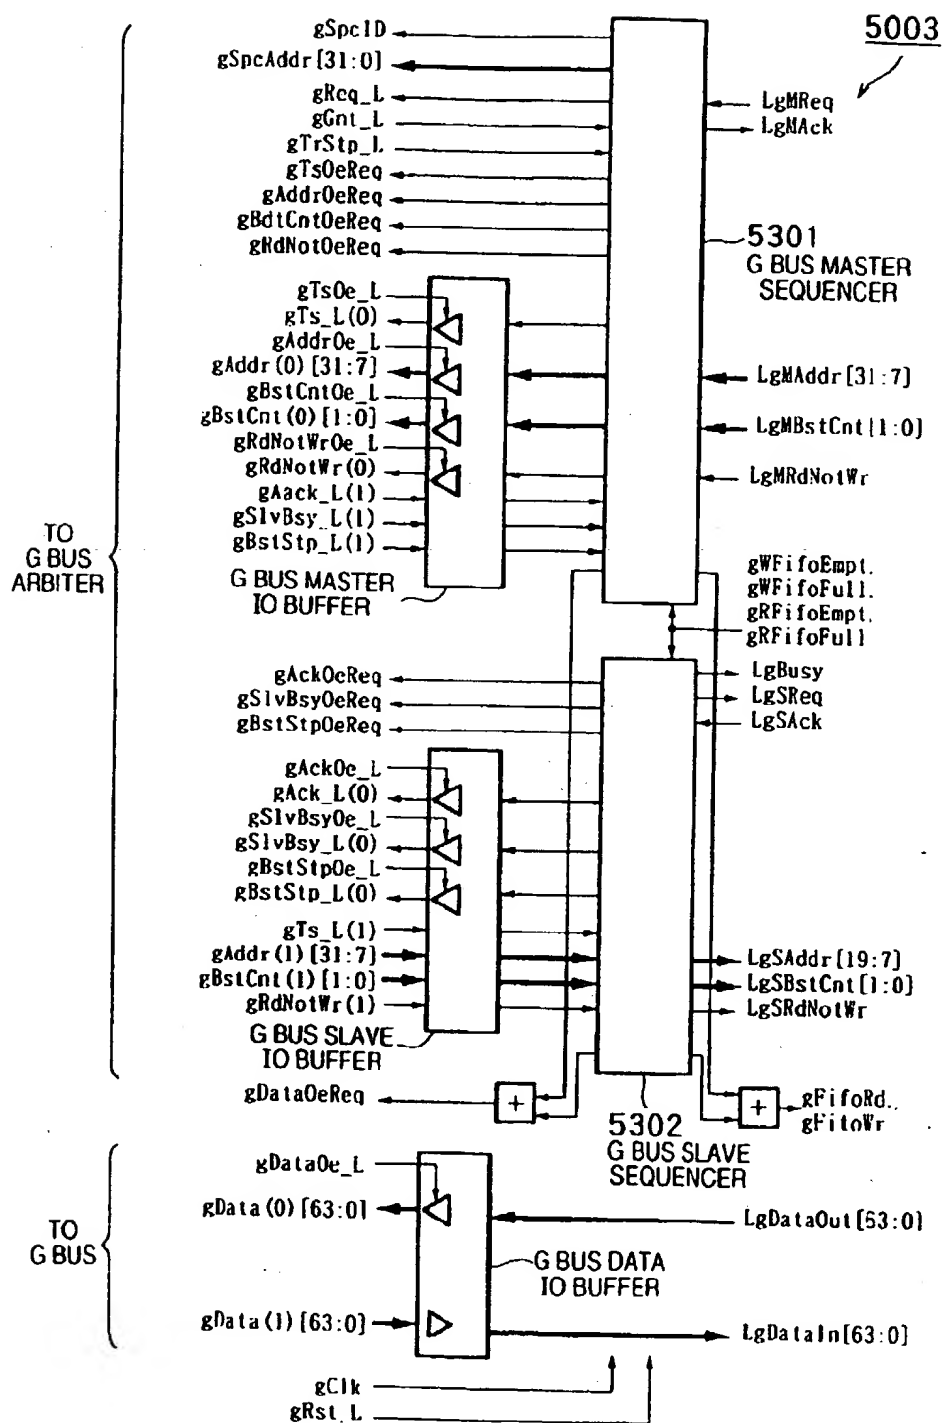 5003
gSpcID
gSpcAddr[31:0]
gReq_L
gGnt_L
gTrStp_L
gTsOeReq
gAddrOeReq
gBdtCntOeReq
gRdNotOeReq
LgMReq
LgMAck
5301
G BUS MASTER
SEQUENCER
gTsOe_L
gTs_L(0)
gAddrOe_L
gAddr(0)[31:7]
gBstCntOe_L
gBstCnt(0)[1:0]
gRdNotWrOe_L
gRdNotWr(0)
gAack_L(1)
gSlvBsy_L(1)
gBstStp_L(1)
LgMAddr[31:7]
LgMBstCnt[1:0]
LgMRdNotWr
G BUS MASTER
IO BUFFER
TO
G BUS
ARBITER
gWFifoEmpt.
gWFifoFull.
gRFifoEmpt.
gRFifoFull
gAckOeReq
gSlvBsyOeReq
gBstStpOeReq
LgBusy
LgSReq
LgSAck
gAckOe_L
gAck_L(0)
gSlvBsyOe_L
gSlvBsy_L(0)
gBstStpOe_L
gBstStp_L(0)
gTs_L(1)
gAddr(1)[31:7]
gBstCnt(1)[1:0]
gRdNotWr(1)
LgSAddr[19:7]
LgSBstCnt[1:0]
LgSRdNotWr
G BUS SLAVE
IO BUFFER
gDataOeReq
+
+
gFifoRd..
gFitoWr
5302
G BUS SLAVE
SEQUENCER
TO
G BUS
gDataOe_L
gData(0)[63:0]
LgDataOut[63:0]
G BUS DATA
IO BUFFER
gData(1)[63:0]
LgDataIn[63:0]
gClk
gRst_L